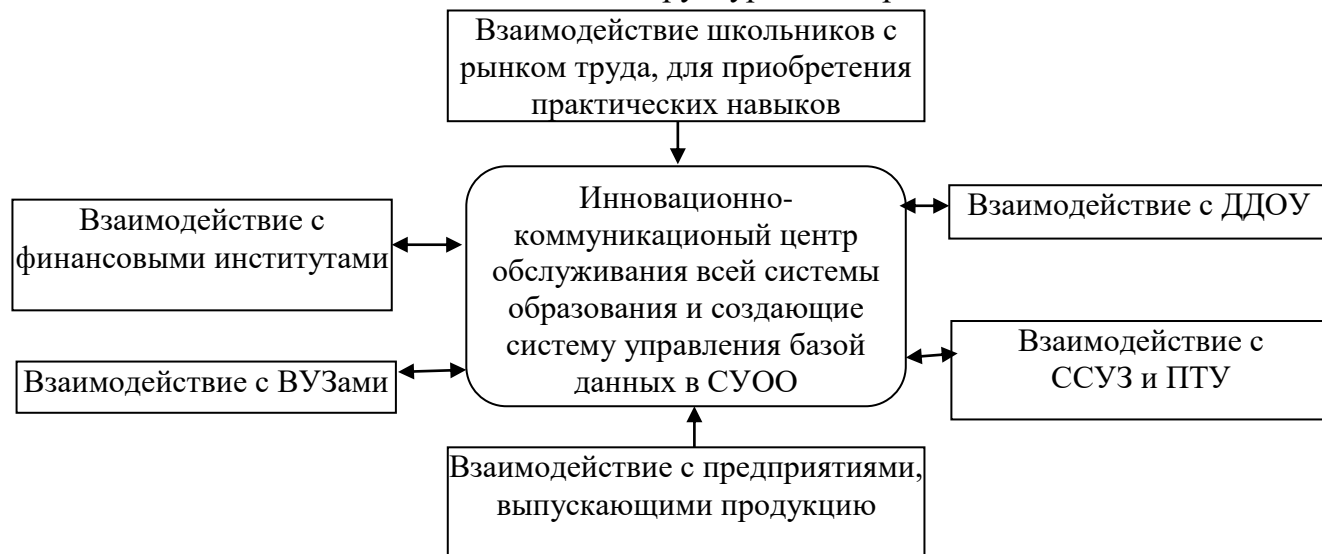 Взаимодействие школьников с
рынком труда, для приобретения
практических навыков
Взаимодействие с
финансовыми институтами
Инновационно-
коммуникационый центр
обслуживания всей системы
образования и создающие
систему управления базой
данных в СУОО
Взаимодействие с ДДОУ
Взаимодействие с ВУЗами
Взаимодействие с
ССУЗ и ПТУ
Взаимодействие с предприятиями,
выпускающими продукцию